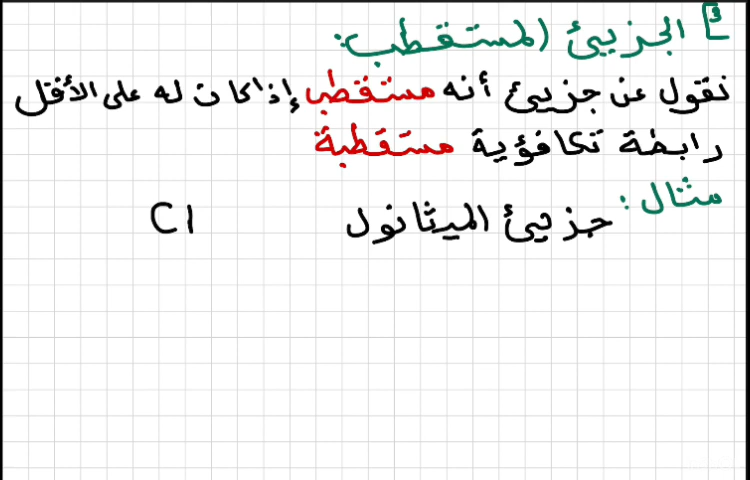 3] الجزيئ المستقطب:
نقول عن جزيئ أنه مستقطب إذا كان له على الأقل
رابطة تكافؤية مستقطبة
مثال: جزيئ الميثانول Cl